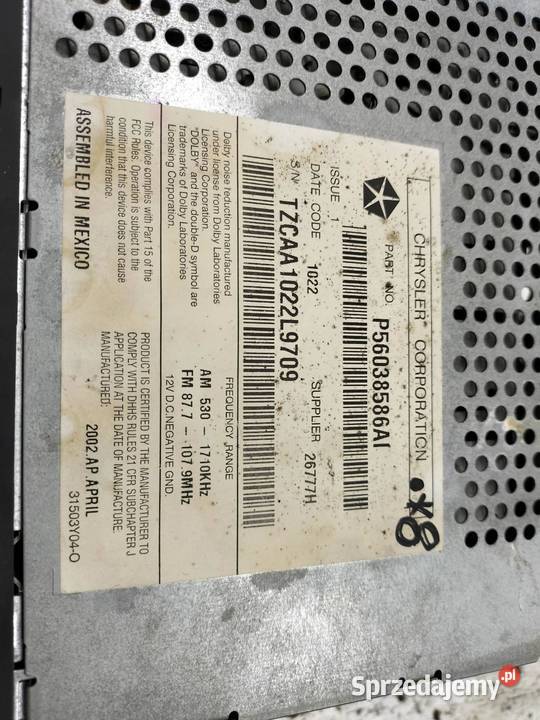 CHRYSLER CORPORATION
PART NO. P56038586AI
ISSUE 1
DATE CODE 1022 SUPPLIER 26777H
S/N TZCAA1022L9709
Dolby noise reduction manufactured
under license from Dolby Laboratories
Licensing Corporation.
"DOLBY" and the double-D symbol are
trademarks of Dolby Laboratories
Licensing Corporation.
FREQUENCY RANGE
AM 530 - 1710KHz
FM 87.7 - 107.9MHz
12V D.C.NEGATIVE GND.
This device complies with Part 15 of the
FCC Rules. Operation is subject to the
condition that this device does not cause
harmful interference.
ASSEMBLED IN MEXICO
PRODUCT IS CERTIFIED BY THE MANUFACTURER TO
COMPLY WITH DHHS RULES 21 CFR SUBCHAPTER J
APPLICATION AT THE DATE OF MANUFACTURE.
MANUFACTURED:
2002.AP.APRIL
31503Y04-O
Sprzedajemy.pl